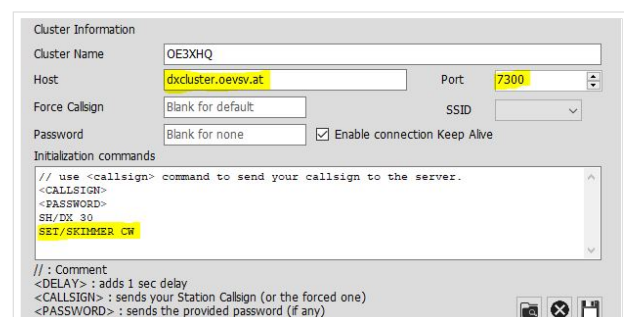 Cluster Information
Cluster Name OE3XHQ
Host dxcluster.oevsv.at Port 7300
Force Callsign Blank for default SSID
Password Blank for none Enable connection Keep Alive
Initialization commands
// use <callsign> command to send your callsign to the server.
<CALLSIGN>
<PASSWORD>
SH/DX 30
SET/SKIMMER CW
// : Comment
<DELAY> : adds 1 sec delay
<CALLSIGN> : sends your Station Callsign (or the forced one)
<PASSWORD> : sends the provided password (if any)